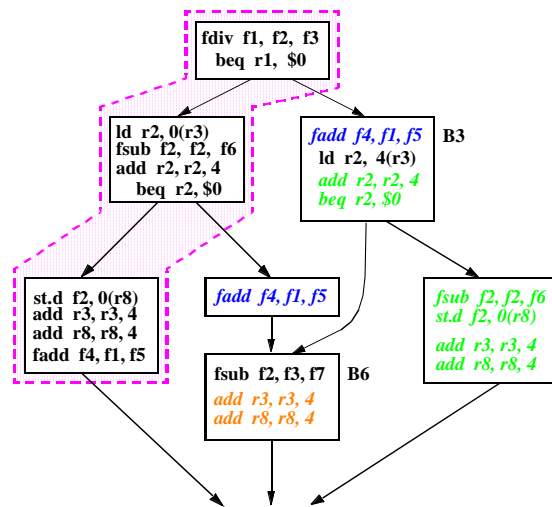 fdiv f1, f2, f3
beq r1, $0
ld r2, 0(r3)
fsub f2, f2, f6
add r2, r2, 4
beq r2, $0
fadd f4, f1, f5
ld r2, 4(r3)
add r2, r2, 4
beq r2, $0
B3
st.d f2, 0(r8)
add r3, r3, 4
add r8, r8, 4
fadd f4, f1, f5
fadd f4, f1, f5
fsub f2, f2, f6
st.d f2, 0(r8)
add r3, r3, 4
add r8, r8, 4
fsub f2, f3, f7
add r3, r3, 4
add r8, r8, 4
B6